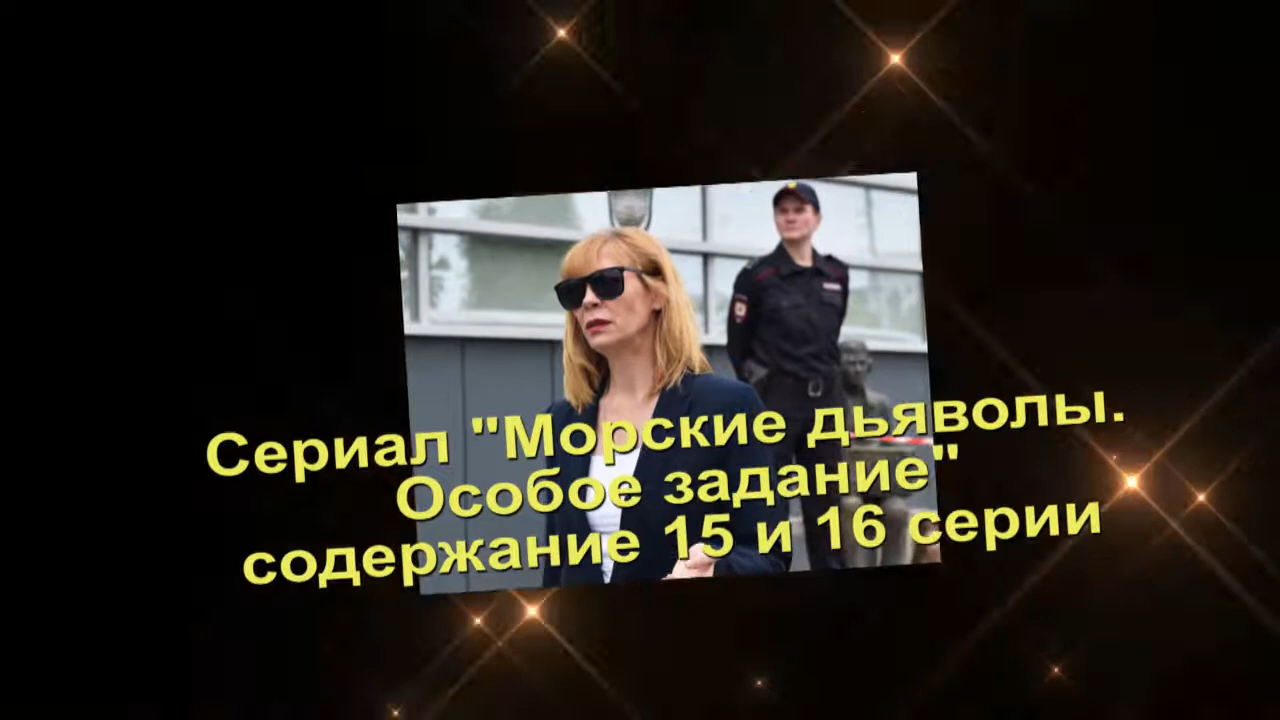 Сериал "Морские дьяволы.
Особое задание"
содержание 15 и 16 серии